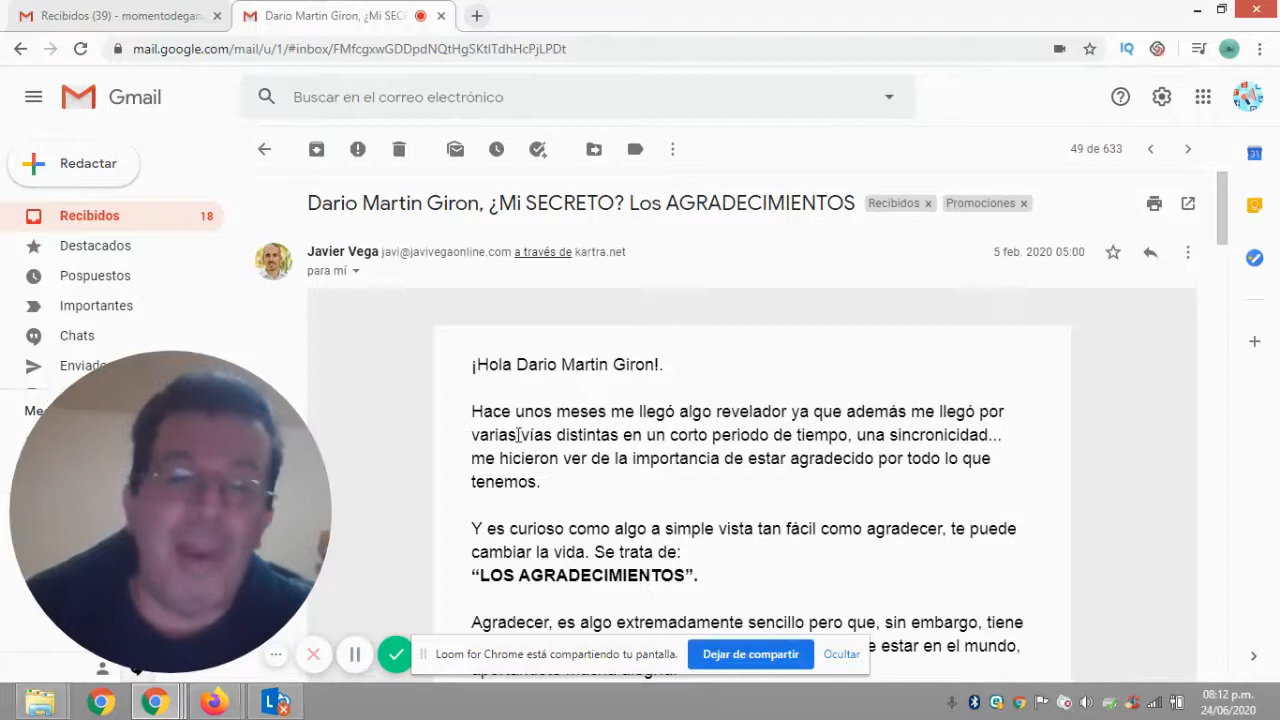 Recibidos (39) - momentodegan
Dario Martin Giron, ¿Mi SEC
mail.google.com/mail/u/1/#inbox/FMfcgxwGDDpdNQtHgSKtlTdhHcPjLPDt
Gmail
Buscar en el correo electrónico
Redactar
49 de 633
Recibidos 18
Destacados
Pospuestos
Importantes
Chats
Enviado
Me
Dario Martin Giron, ¿Mi SECRETO? Los AGRADECIMIENTOS
Recibidos x
Promociones x
Javier Vega javi@javivegaonline.com a través de kartra.net
5 feb. 2020 05:00
para mí
¡Hola Dario Martin Giron!.
Hace unos meses me llegó algo revelador ya que además me llegó por
varias vías distintas en un corto periodo de tiempo, una sincronicidad...
me hicieron ver de la importancia de estar agradecido por todo lo que
tenemos.
Y es curioso como algo a simple vista tan fácil como agradecer, te puede
cambiar la vida. Se trata de:
“LOS AGRADECIMIENTOS”.
Agradecer, es algo extremadamente sencillo pero que, sin embargo, tiene
e estar en el mundo,
Loom for Chrome está compartiendo tu pantalla.
Dejar de compartir
Ocultar
31
08:12 p.m.
24/06/2020